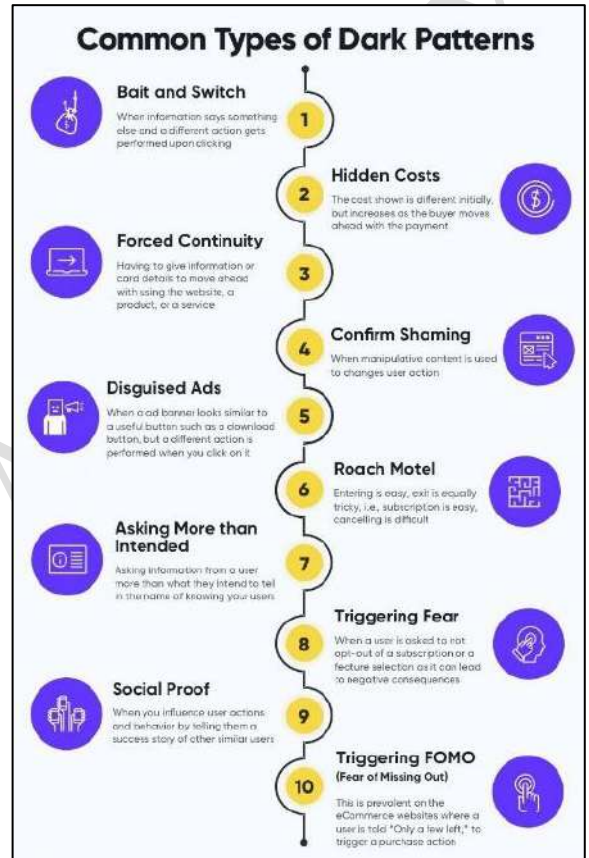 Common Types of Dark Patterns
Bait and Switch
When information says something
else and a different action gets
performed upon clicking
1
2
Hidden Costs
The cost shown is different initially,
but increases as the buyer moves
ahead with the payment
Forced Continuity
Having to give information or
card details to move ahead
with using the website, a
product, or a service
3
4
Confirm Shaming
When manipulative content is used
to changes user action
Disguised Ads
When a ad banner looks similar to
a useful button such as a download
button, but a different action is
performed when you click on it
5
6
Roach Motel
Entering is easy, exit is equally
tricky, i.e., subscription is easy,
cancelling is difficult
Asking More than
Intended
Asking information from a user
more than what they intend to tell
in the name of knowing your users
7
8
Triggering Fear
When a user is asked to not
opt-out of a subscription or a
feature selection as it can lead
to negative consequences
Social Proof
When you influence user actions
and behavior by telling them a
success story of other similar users
9
10
Triggering FOMO
(Fear of Missing Out)
This is prevalent on the
eCommerce websites where a
user is told "Only a few left," to
trigger a purchase action